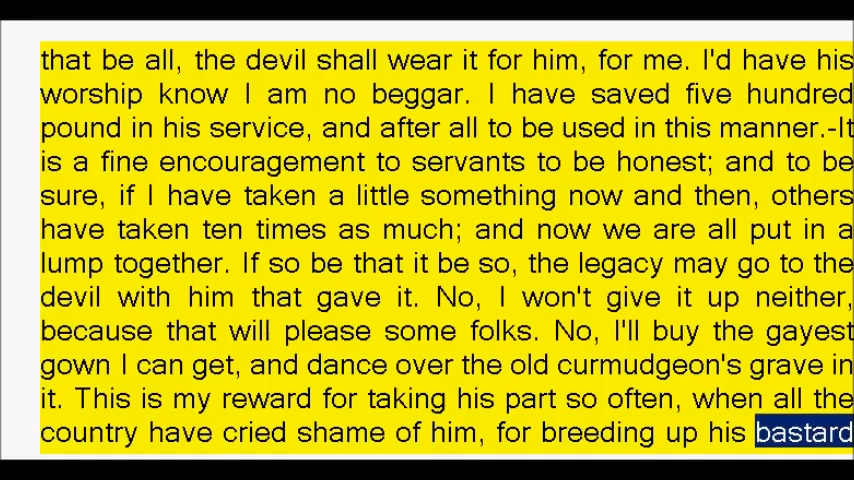 that be all, the devil shall wear it for him, for me. I'd have his
worship know I am no beggar. I have saved five hundred
pound in his service, and after all to be used in this manner.-It
is a fine encouragement to servants to be honest; and to be
sure, if I have taken a little something now and then, others
have taken ten times as much; and now we are all put in a
lump together. If so be that it be so, the legacy may go to the
devil with him that gave it. No, I won't give it up neither,
because that will please some folks. No, I'll buy the gayest
gown I can get, and dance over the old curmudgeon's grave in
it. This is my reward for taking his part so often, when all the
country have cried shame of him, for breeding up his bastard